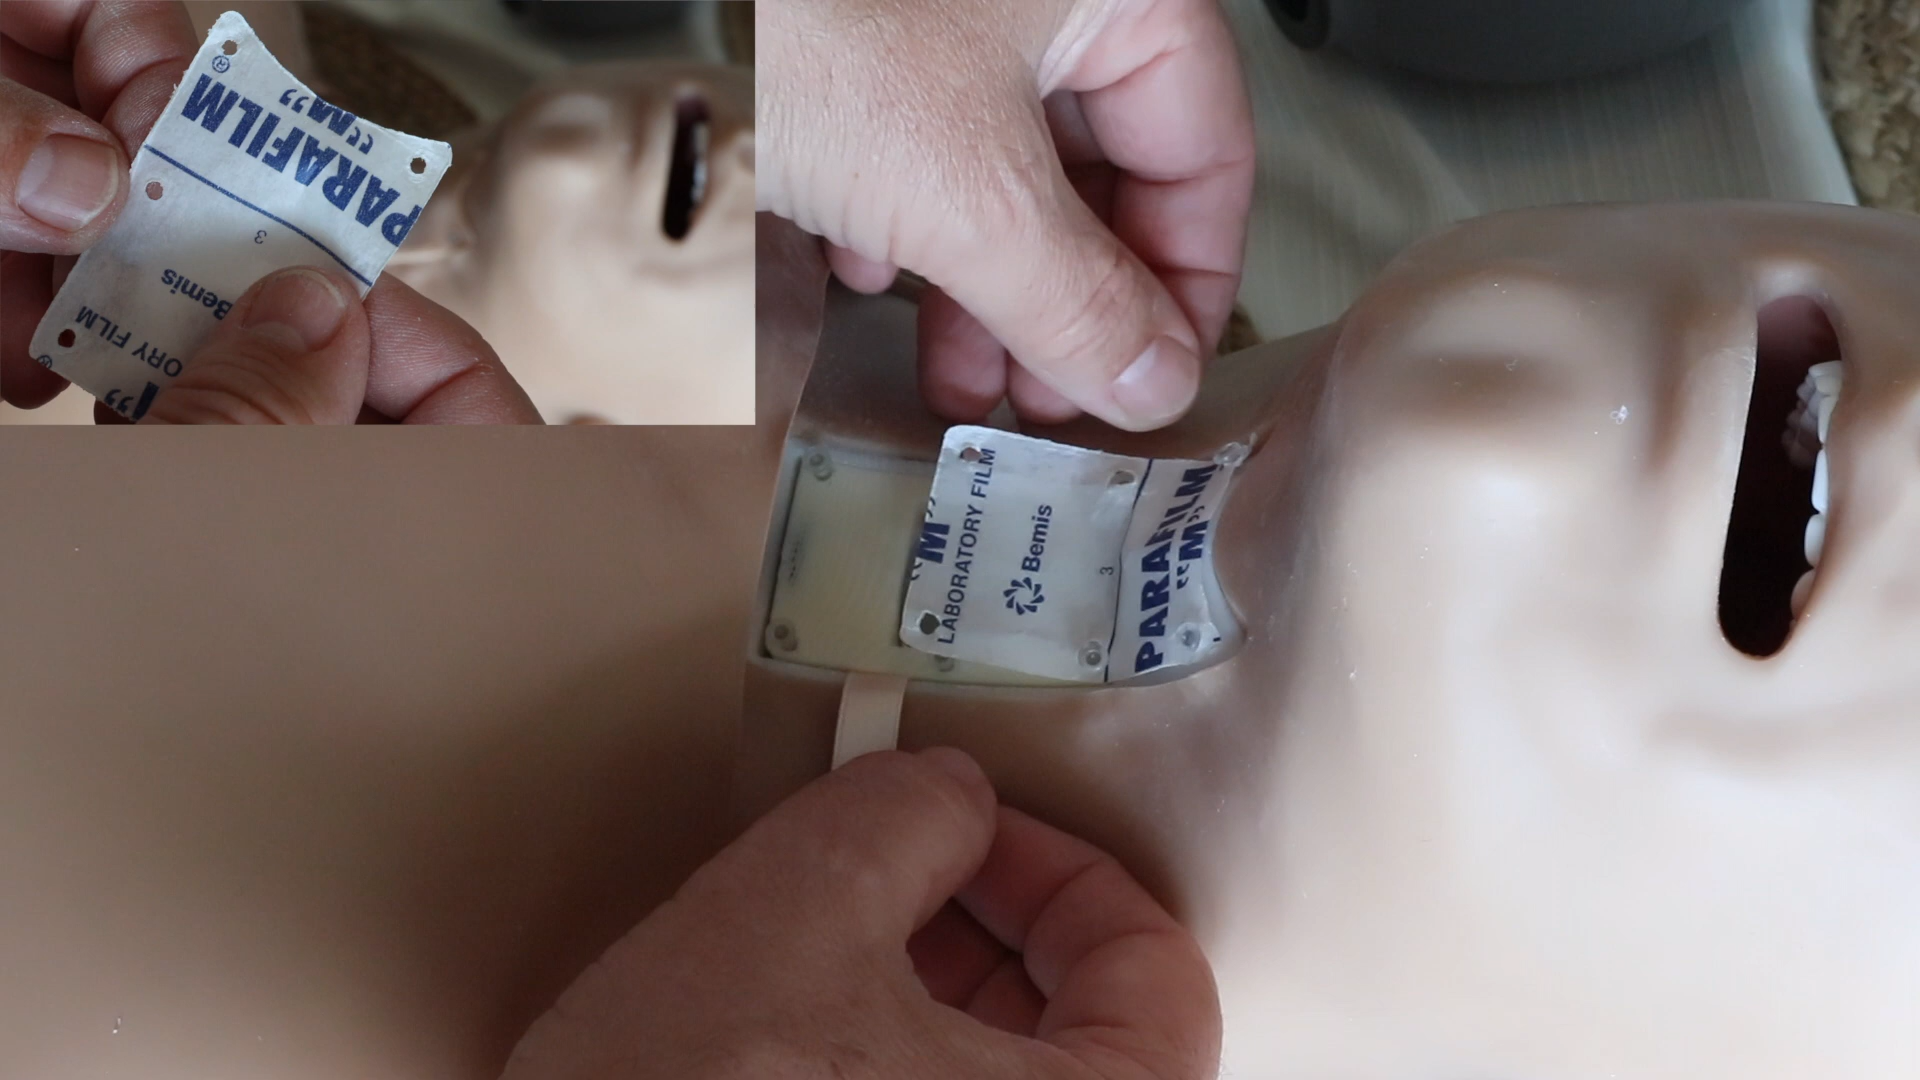 PARAFILM®
“M”
3
Bemis
ORY FILM
®
”
“M”
LABORATORY FILM
Bemis
3
PARAFILM
“M”